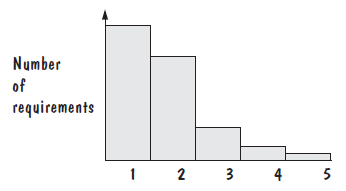 Number
of
requirements
1 2 3 4 5